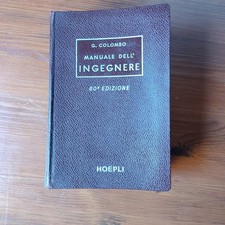 G. COLOMBO
MANUALE DELL'
INGEGNERE
80ª EDIZIONE
HOEPLI